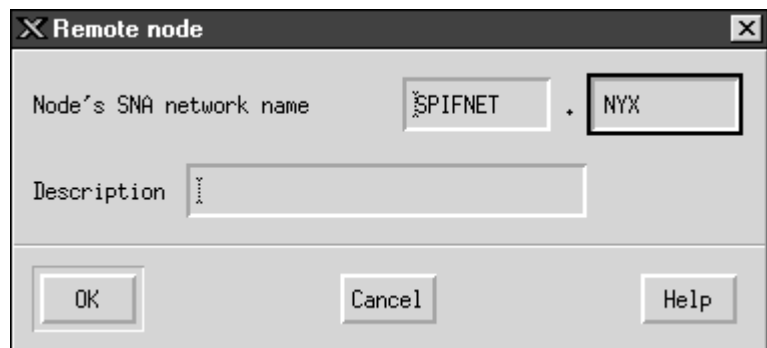 Remote node
Node's SNA network name SPIFNET . NYX
Description
OK Cancel Help